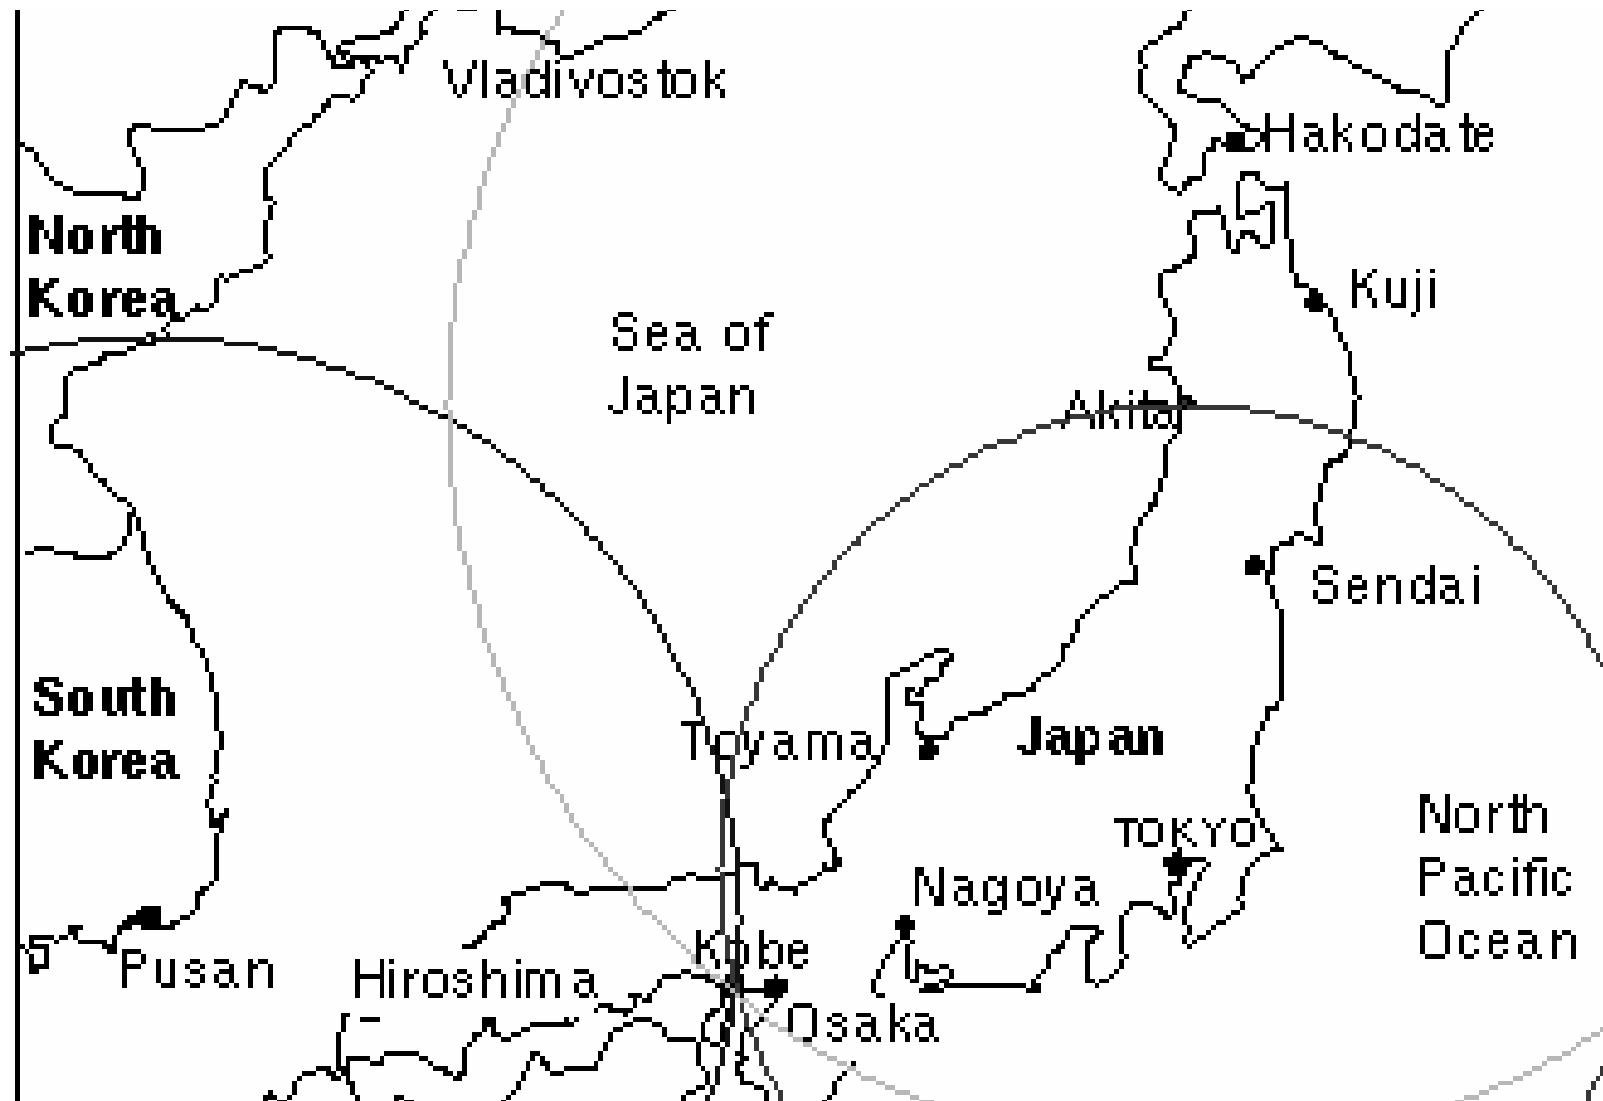 Vladivostok
Hakodate
North
Korea
Kuji
Sea of
Japan
Akita
Sendai
South
Korea
Toyama
Japan
TOKYO
North
Pacific
Ocean
Nagoya
Kobe
Pusan
Hiroshima
Osaka